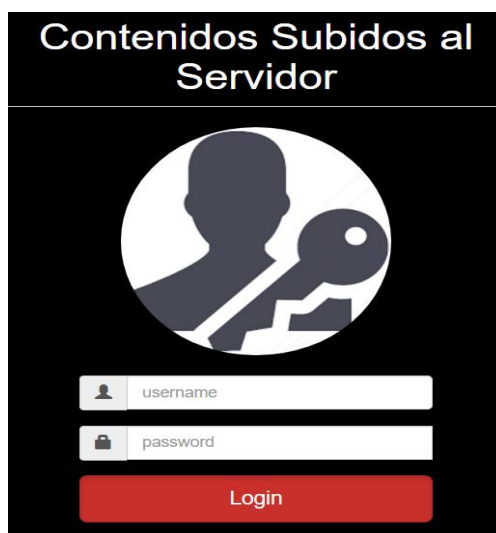 Contenidos Subidos al
Servidor
username
password
Login